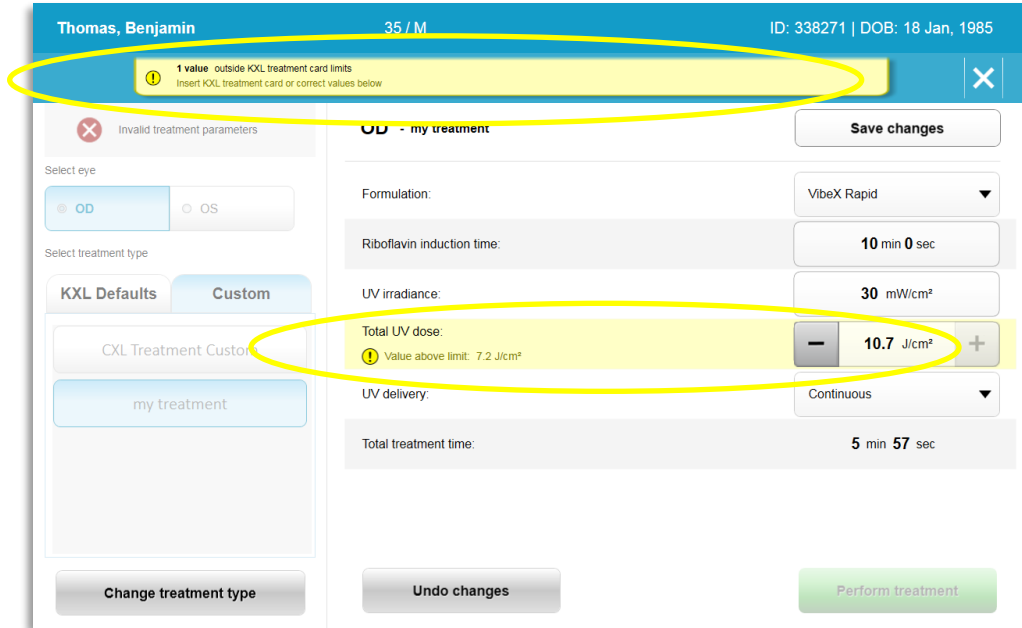 Thomas, Benjamin 35 / M ID: 338271 | DOB: 18 Jan, 1985
1 value outside KXL treatment card limits
Insert KXL treatment card or correct values below
Invalid treatment parameters
OD - my treatment
Save changes
Select eye
OD OS
Select treatment type
KXL Defaults Custom
CXL Treatment Custom
my treatment
Change treatment type
Formulation: VibeX Rapid
Riboflavin induction time: 10 min 0 sec
UV irradiance: 30 mW/cm²
Total UV dose: 10.7 J/cm²
Value above limit: 7.2 J/cm²
UV delivery: Continuous
Total treatment time: 5 min 57 sec
Undo changes
Perform treatment